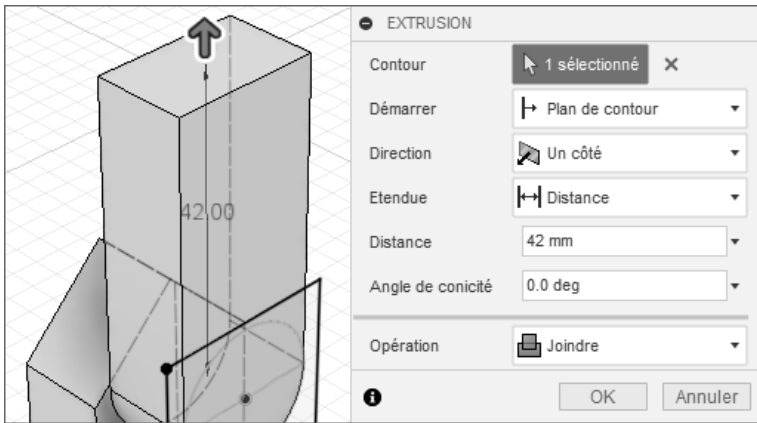 42.00
EXTRUSION
Contour 1 sélectionné
Démarrer Plan de contour
Direction Un côté
Etendue Distance
Distance 42 mm
Angle de conicité 0.0 deg
Opération Joindre
OK Annuler